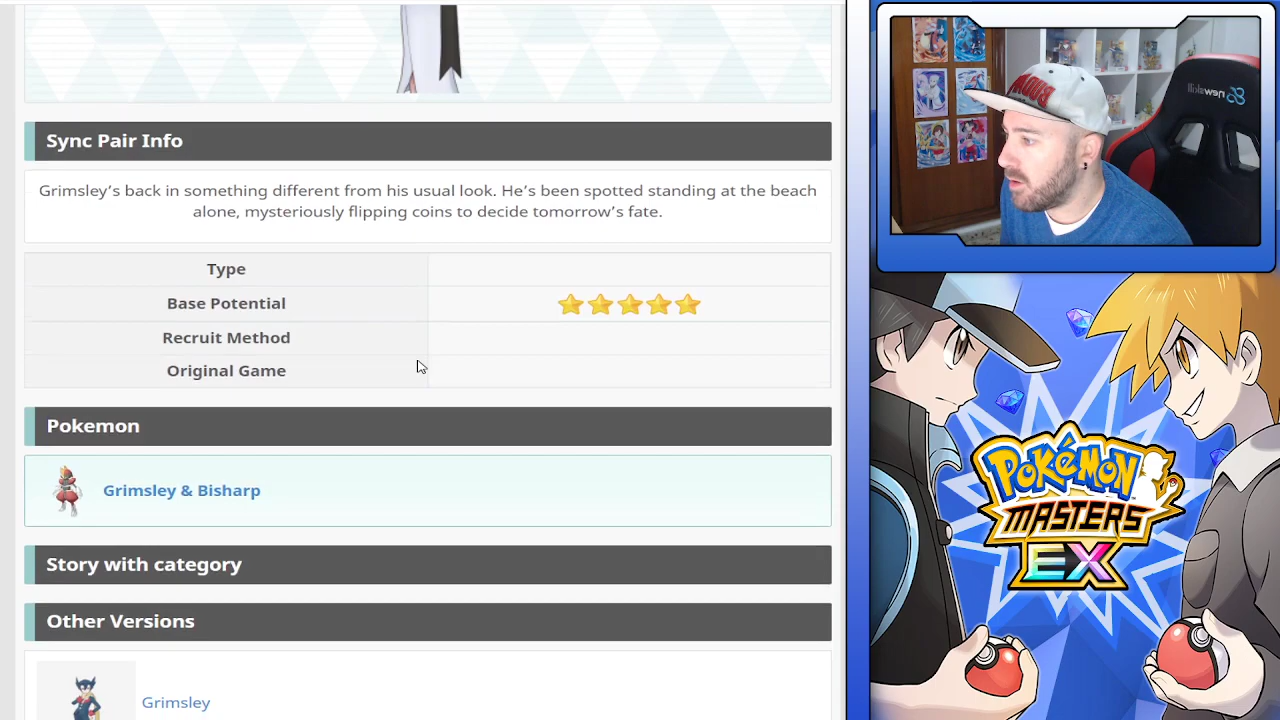 Sync Pair Info
Grimsley's back in something different from his usual look. He's been spotted standing at the beach
alone, mysteriously flipping coins to decide tomorrow's fate.
Type
Base Potential
Recruit Method
Original Game
Pokemon
Grimsley & Bisharp
Story with category
Other Versions
Grimsley
newskill
POKéMON
MASTERS
EX